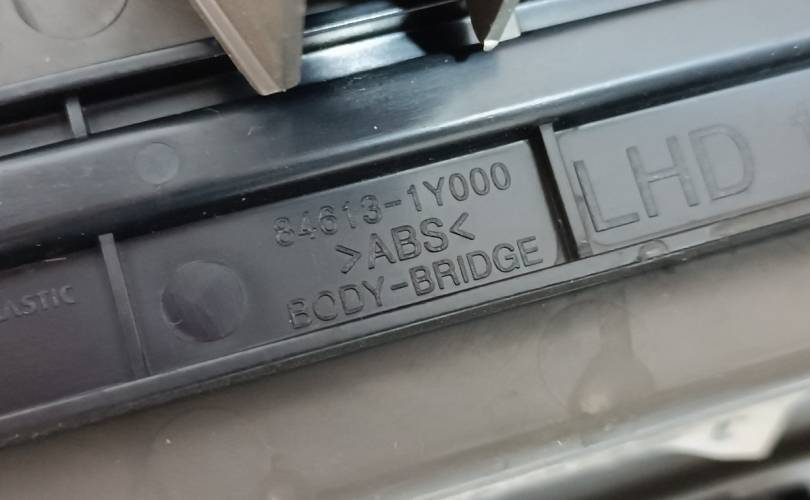 84613-1Y000
>ABS<
BODY-BRIDGE
LHD